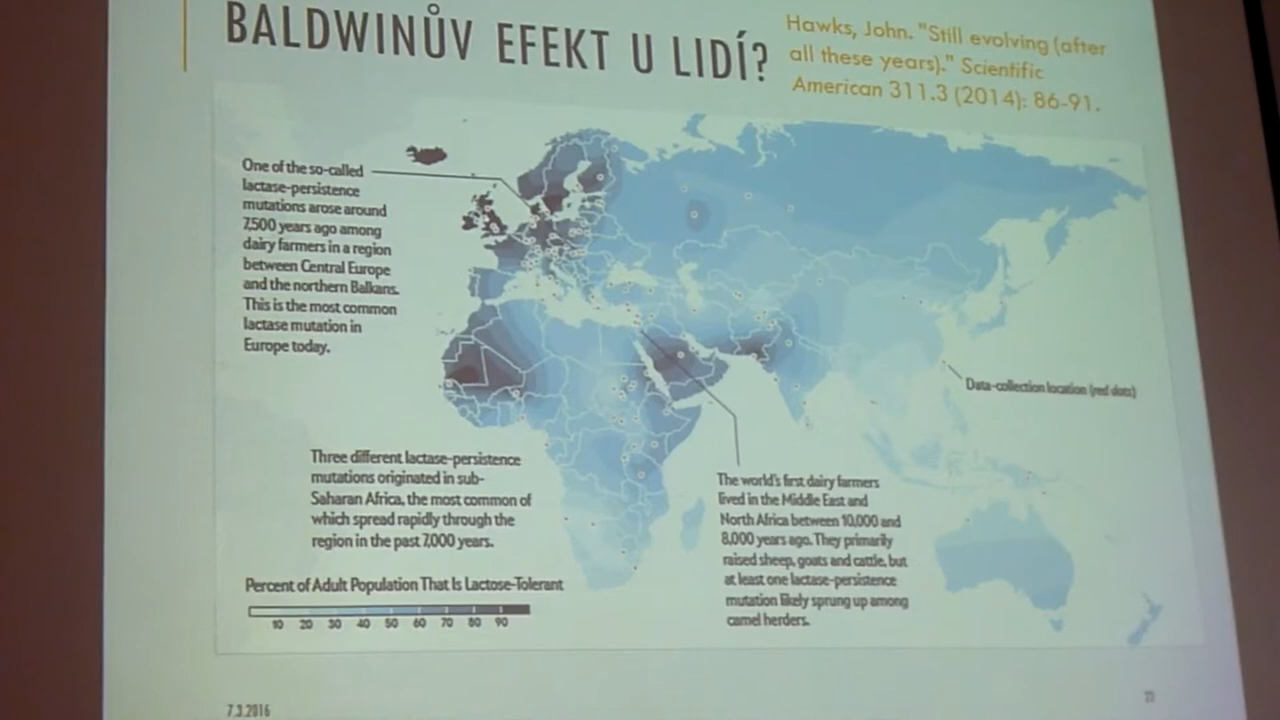 BALDWINŮV EFEKT U LIDÍ?
Hawks, John. "Still evolving (after
all these years)." Scientific
American 311.3 (2014): 86-91.
One of the so-called
lactase-persistence
mutations arose around
7,500 years ago among
dairy farmers in a region
between Central Europe
and the northern Balkans.
This is the most common
lactase mutation in
Europe today.
Data-collection location (red dots)
Three different lactase-persistence
mutations originated in sub-
Saharan Africa, the most common of
which spread rapidly through the
region in the past 7,000 years.
The world's first dairy farmers
lived in the Middle East and
North Africa between 10,000 and
8,000 years ago. They primarily
raised sheep, goats and cattle, but
at least one lactase-persistence
mutation likely sprung up among
camel herders.
Percent of Adult Population That Is Lactose-Tolerant
10 20 30 40 50 60 70 80 90
7.3.2016